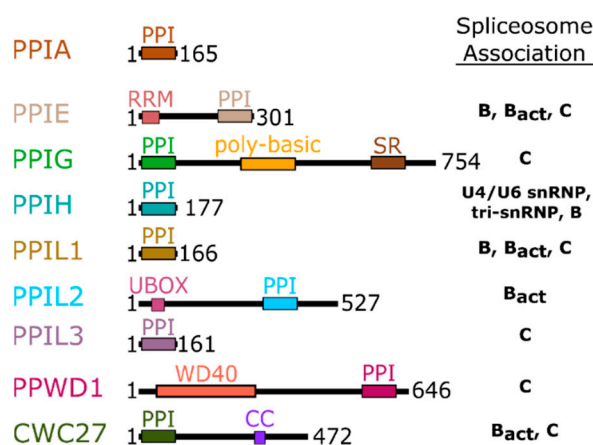 Spliceosome
Association
PPIA 1 PPI 165
PPIE 1 RRM PPI 301 B, Bact, C
PPIG 1 PPI poly-basic SR 754 C
PPIH 1 PPI 177 U4/U6 snRNP,
tri-snRNP, B
PPIL1 1 PPI 166 B, Bact, C
PPIL2 1 UBOX PPI 527 Bact
PPIL3 1 PPI 161 C
PPWD1 1 WD40 PPI 646 C
CWC27 1 PPI CC 472 Bact, C